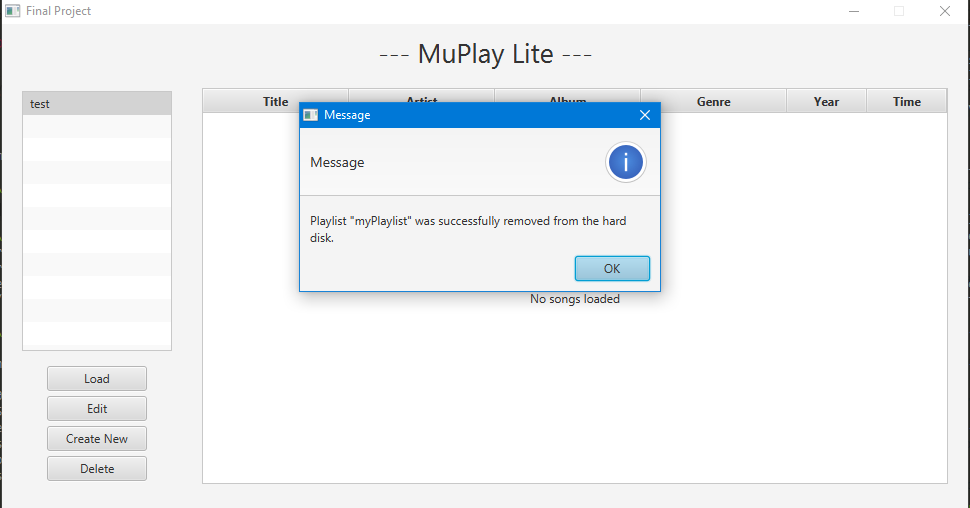 Final Project
--- MuPlay Lite ---
test
Title Artist Album Genre Year Time
Message
Message
i
Playlist "myPlaylist" was successfully removed from the hard
disk.
OK
No songs loaded
Load
Edit
Create New
Delete